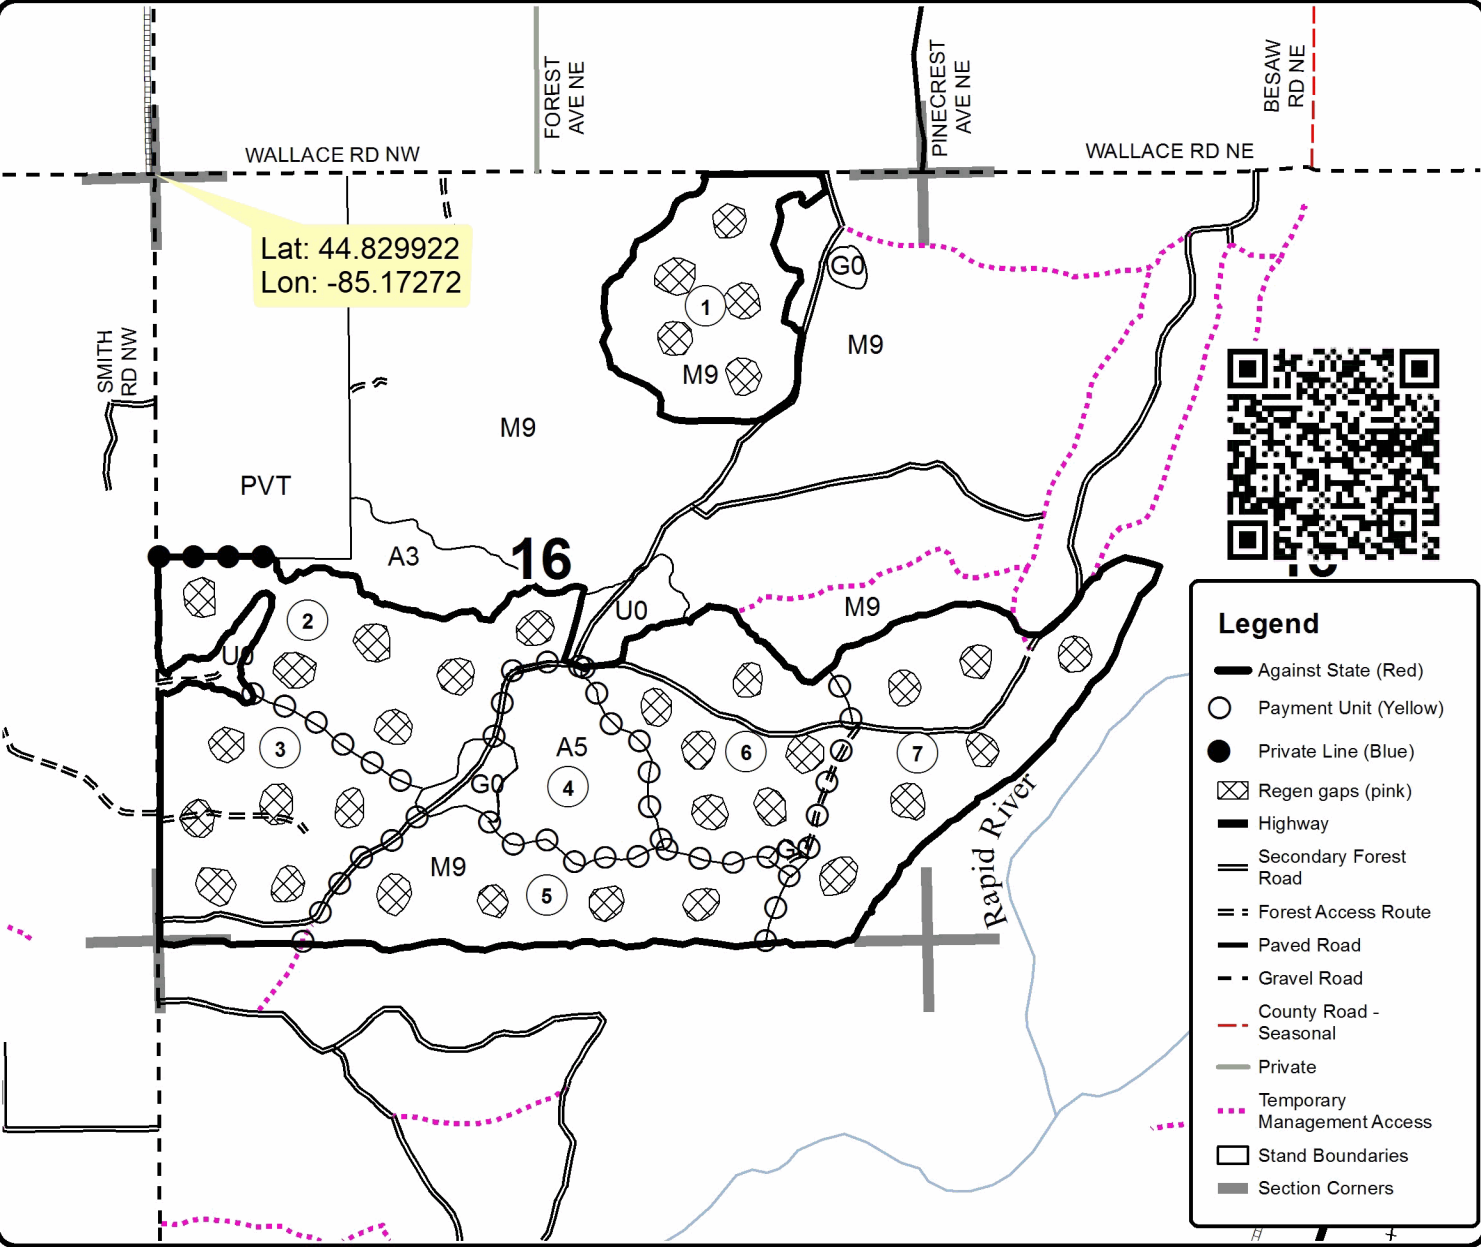 FOREST
AVE NE
PINECREST
AVE NE
BESAW
RD NE
WALLACE RD NW
WALLACE RD NE
Lat: 44.829922
Lon: -85.17272
G0
1
SMITH
RD NW
M9
M9
M9
PVT
A3
16
U0
M9
2
U0
3
A5
6
7
4
G0
Rapid River
M9
5
Legend
Against State (Red)
Payment Unit (Yellow)
Private Line (Blue)
Regen gaps (pink)
Highway
Secondary Forest
Road
Forest Access Route
Paved Road
Gravel Road
County Road -
Seasonal
Private
Temporary
Management Access
Stand Boundaries
Section Corners